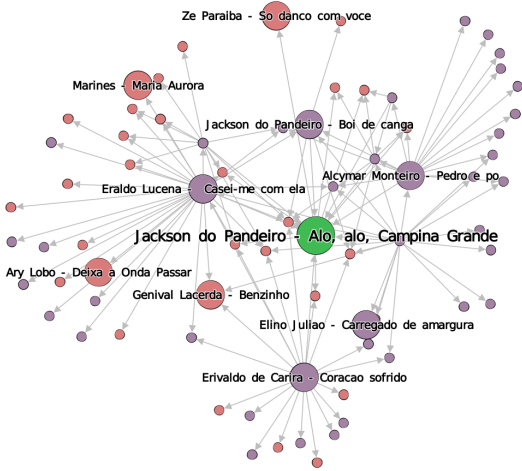 Ze Paraiba - So danco com voce
Marines - Maria Aurora
Jackson do Pandeiro - Boi de canga
Alcymar Monteiro - Pedro e po
Eraldo Lucena - Casei-me com ela
Jackson do Pandeiro - Alo, alo, Campina Grande
Ary Lobo - Deixa a Onda Passar
Genival Lacerda - Benzinho
Elino Juliao - Carregado de amargura
Erivaldo de Carira - Coracao sofrido